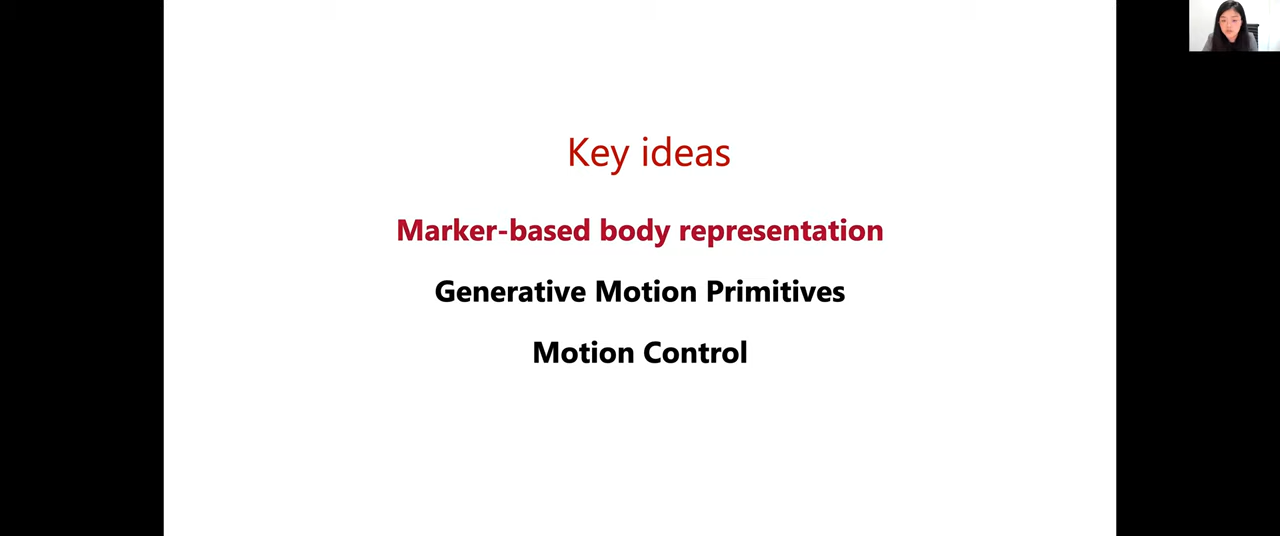 Key ideas
Marker-based body representation
Generative Motion Primitives
Motion Control